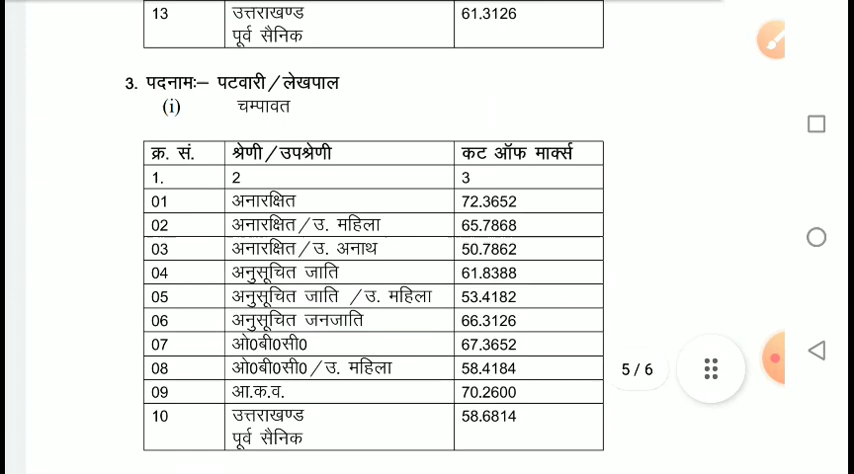 13 उत्तराखण्ड 61.3126
पूर्व सैनिक
3. पदनामः– पटवारी/लेखपाल
(i) चम्पावत
क्र. सं. श्रेणी/उपश्रेणी कट ऑफ मार्क्स
1. 2 3
01 अनारक्षित 72.3652
02 अनारक्षित/उ. महिला 65.7868
03 अनारक्षित/उ. अनाथ 50.7862
04 अनुसूचित जाति 61.8388
05 अनुसूचित जाति /उ. महिला 53.4182
06 अनुसूचित जनजाति 66.3126
07 ओ0बी0सी0 67.3652
08 ओ0बी0सी0/उ. महिला 58.4184
09 आ.क.व. 70.2600
10 उत्तराखण्ड 58.6814
पूर्व सैनिक
5 / 6